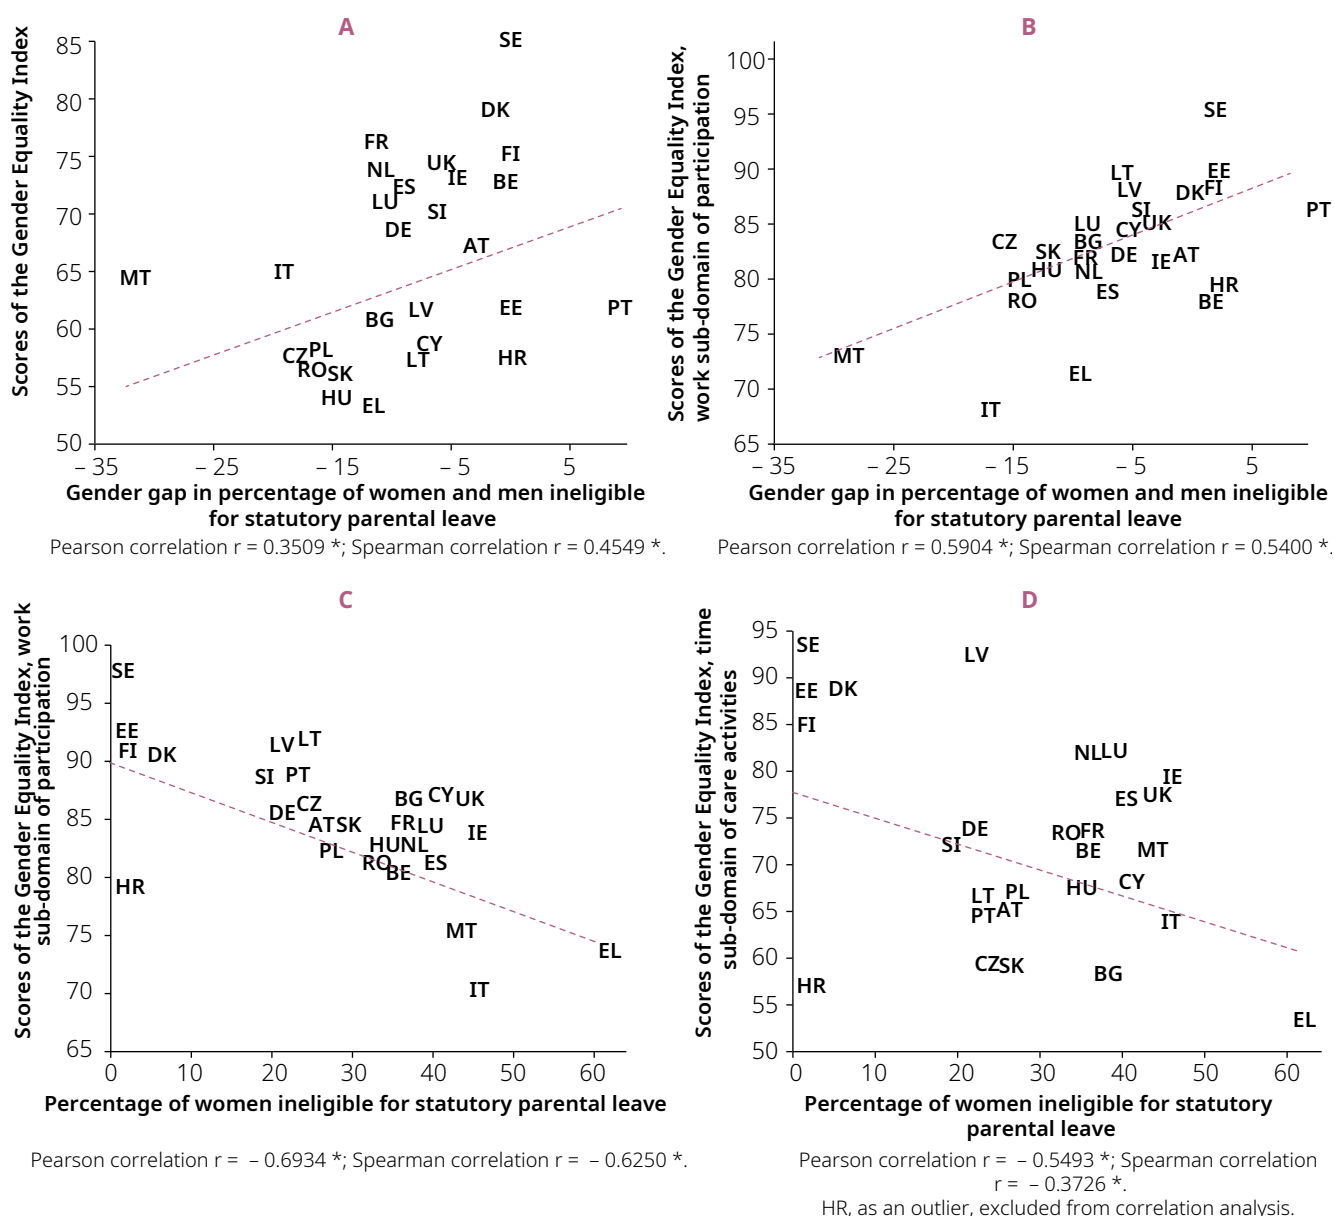 A
Scores of the Gender Equality Index
85
80
75
70
65
60
55
50
SE
DK
FR
FI
UK
NL
IE
BE
ES
LU
SI
DE
AT
IT
MT
LV
EE
PT
BG
CY
PL
CZ
LT
HR
RO
SK
HU
EL
– 35
– 25
– 15
– 5
5
Gender gap in percentage of women and men ineligible
for statutory parental leave
Pearson correlation r = 0.3509 *; Spearman correlation r = 0.4549 *.
B
Scores of the Gender Equality Index,
work sub-domain of participation
100
95
90
85
80
75
70
65
SE
LT
EE
LV
FI
DK
SI
PT
LU
UK
CY
CZ
BG
SK
DE
AT
FR
IE
HU
NL
PL
HR
ES
RO
BE
MT
EL
IT
– 35
– 25
– 15
– 5
5
Gender gap in percentage of women and men ineligible
for statutory parental leave
Pearson correlation r = 0.5904 *; Spearman correlation r = 0.5400 *.
C
Scores of the Gender Equality Index, work
sub-domain of participation
100
95
90
85
80
75
70
65
SE
EE
FI
DK
LV
LT
SI
PT
CY
BG
UK
CZ
DE
AT
SK
FR
LU
IE
HU
NL
PL
RO
ES
BE
HR
MT
EL
IT
0
10
20
30
40
50
60
Percentage of women ineligible for statutory parental leave
Pearson correlation r = – 0.6934 *; Spearman correlation r = – 0.6250 *.
D
Scores of the Gender Equality Index, time
sub-domain of care activities
95
90
85
80
75
70
65
60
55
50
SE
LV
EE
DK
FI
NL
LU
IE
UK
ES
DE
RO
FR
SI
BE
MT
CY
HU
PL
LT
AT
PT
IT
CZ
SK
BG
HR
EL
0
10
20
30
40
50
60
Percentage of women ineligible for statutory
parental leave
Pearson correlation r = – 0.5493 *; Spearman correlation
r = – 0.3726 *.
HR, as an outlier, excluded from correlation analysis.